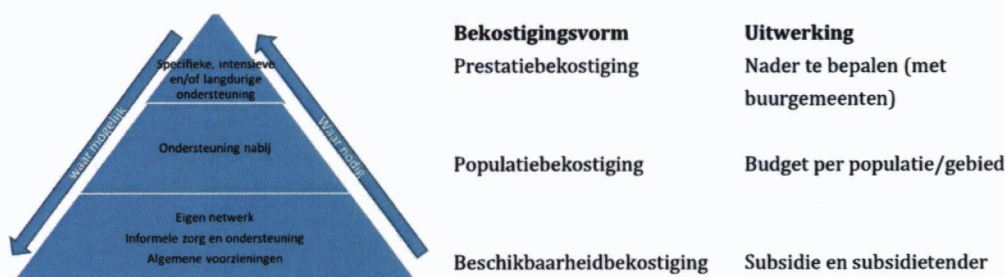 Specifieke, intensieve
en/of langdurige
ondersteuning
Ondersteuning nabij
Eigen netwerk
Informele zorg en ondersteuning
Algemene voorzieningen
waar mogelijk
Waar nodig
Bekostigingsvorm Uitwerking
Prestatiebekostiging Nader te bepalen (met
buurgemeenten)
Populatiebekostiging Budget per populatie/gebied
Beschikbaarheidbekostiging Subsidie en subsidietender